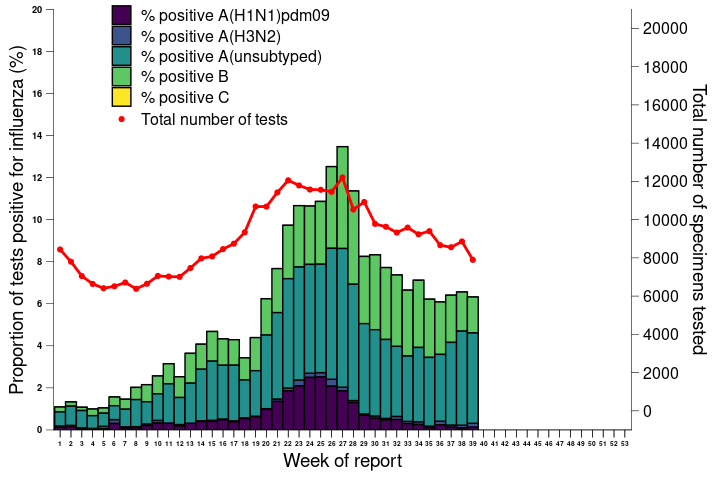 % positive A(H1N1)pdm09
% positive A(H3N2)
% positive A(unsubtyped)
% positive B
% positive C
Total number of tests
Proportion of tests positive for influenza (%)
20
18
16
14
12
10
8
6
4
2
0
20000
18000
16000
14000
12000
10000
8000
6000
4000
2000
0
Total number of specimens tested
1 2 3 4 5 6 7 8 9 10 11 12 13 14 15 16 17 18 19 20 21 22 23 24 25 26 27 28 29 30 31 32 33 34 35 36 37 38 39 40 41 42 43 44 45 46 47 48 49 50 51 52 53
Week of report